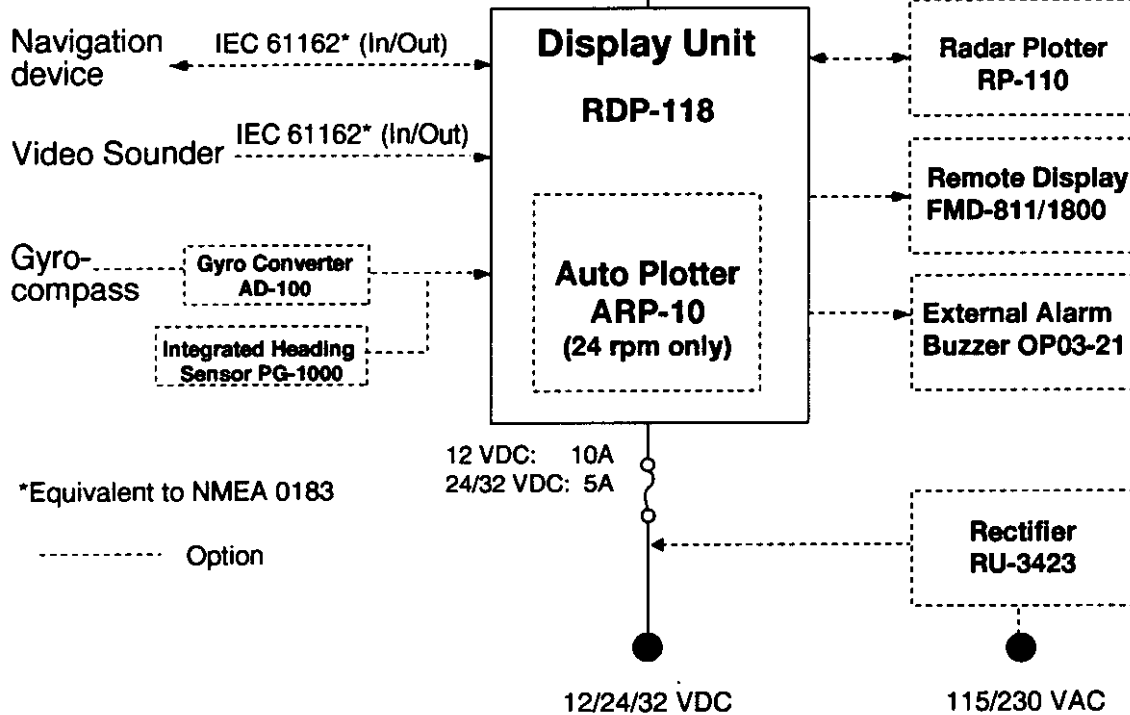 Navigation
device
IEC 61162* (In/Out)
Display Unit
RDP-118
Radar Plotter
RP-110
Video Sounder
IEC 61162* (In/Out)
Remote Display
FMD-811/1800
Gyro-
compass
Gyro Converter
AD-100
Integrated Heading
Sensor PG-1000
Auto Plotter
ARP-10
(24 rpm only)
External Alarm
Buzzer OP03-21
12 VDC: 10A
24/32 VDC: 5A
*Equivalent to NMEA 0183
Option
Rectifier
RU-3423
12/24/32 VDC
115/230 VAC